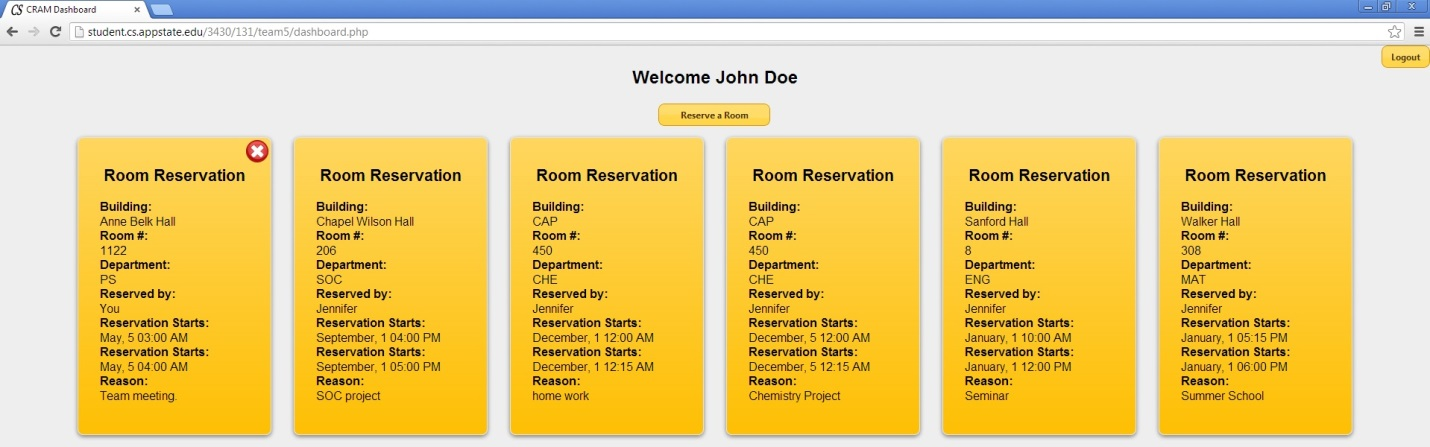 CS CRAM Dashboard
student.cs.appstate.edu/3430/131/team5/dashboard.php
Logout
Welcome John Doe
Reserve a Room
Room Reservation
Building:
Anne Belk Hall
Room #:
1122
Department:
PS
Reserved by:
You
Reservation Starts:
May, 5 03:00 AM
Reservation Starts:
May, 5 04:00 AM
Reason:
Team meeting.
Room Reservation
Building:
Chapel Wilson Hall
Room #:
206
Department:
SOC
Reserved by:
Jennifer
Reservation Starts:
September, 1 04:00 PM
Reservation Starts:
September, 1 05:00 PM
Reason:
SOC project
Room Reservation
Building:
CAP
Room #:
450
Department:
CHE
Reserved by:
Jennifer
Reservation Starts:
December, 1 12:00 AM
Reservation Starts:
December, 1 12:15 AM
Reason:
home work
Room Reservation
Building:
CAP
Room #:
450
Department:
CHE
Reserved by:
Jennifer
Reservation Starts:
December, 5 12:00 AM
Reservation Starts:
December, 5 12:15 AM
Reason:
Chemistry Project
Room Reservation
Building:
Sanford Hall
Room #:
8
Department:
ENG
Reserved by:
Jennifer
Reservation Starts:
January, 1 10:00 AM
Reservation Starts:
January, 1 12:00 PM
Reason:
Seminar
Room Reservation
Building:
Walker Hall
Room #:
308
Department:
MAT
Reserved by:
Jennifer
Reservation Starts:
January, 1 05:15 PM
Reservation Starts:
January, 1 06:00 PM
Reason:
Summer School